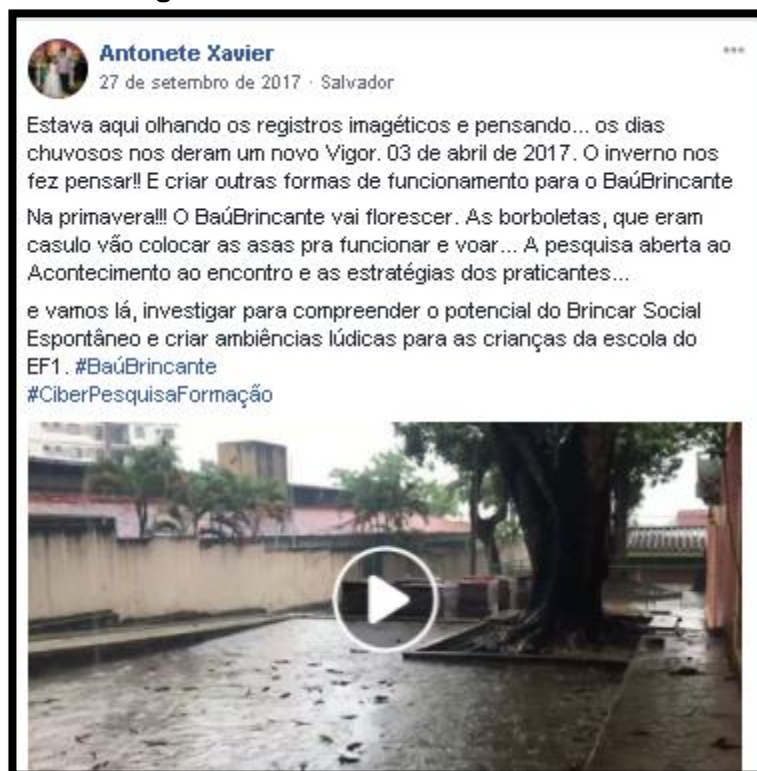 Antonete Xavier
27 de setembro de 2017 · Salvador
Estava aqui olhando os registros imagéticos e pensando... os dias
chuvosos nos deram um novo Vigor. 03 de abril de 2017. O inverno nos
fez pensar!! E criar outras formas de funcionamento para o BaúBrincante
Na primavera!!! O BaúBrincante vai florescer. As borboletas, que eram
casulo vão colocar as asas pra funcionar e voar... A pesquisa aberta ao
Acontecimento ao encontro e as estratégias dos praticantes...
e vamos lá, investigar para compreender o potencial do Brincar Social
Espontâneo e criar ambiências lúdicas para as crianças da escola do
EF1. #BaúBrincante
#CiberPesquisaFormação